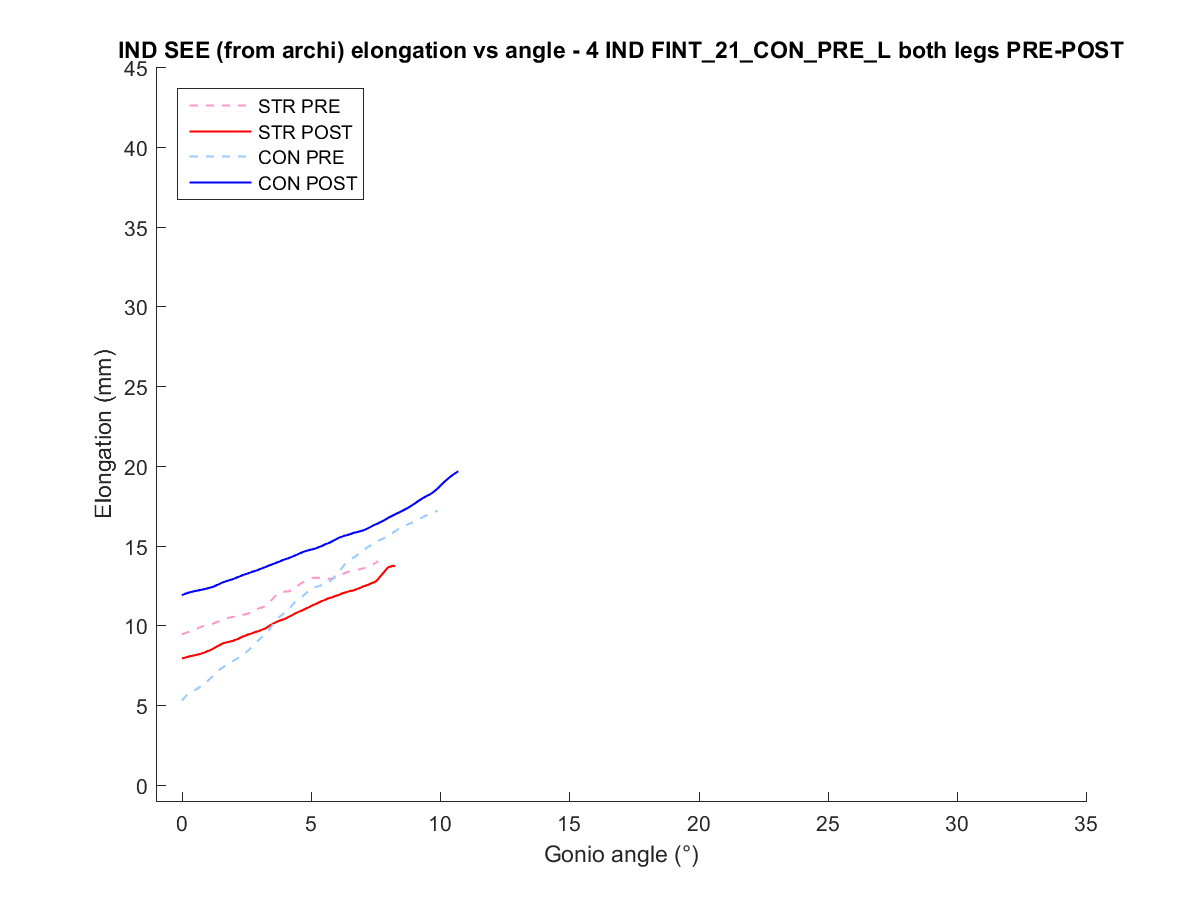 IND SEE (from archi) elongation vs angle - 4 IND FINT_21_CON_PRE_L both legs PRE-POST
45
40
35
30
25
20
15
10
5
0
Elongation (mm)
STR PRE
STR POST
CON PRE
CON POST
0 5 10 15 20 25 30 35
Gonio angle (°)